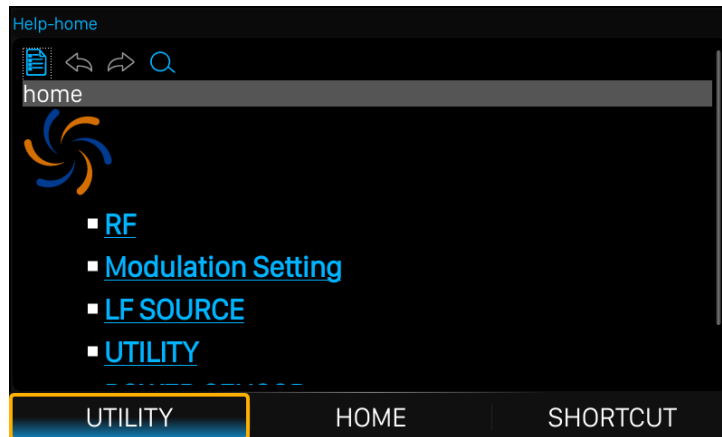 Help-home
home
RF
Modulation Setting
LF SOURCE
UTILITY
UTILITY HOME SHORTCUT